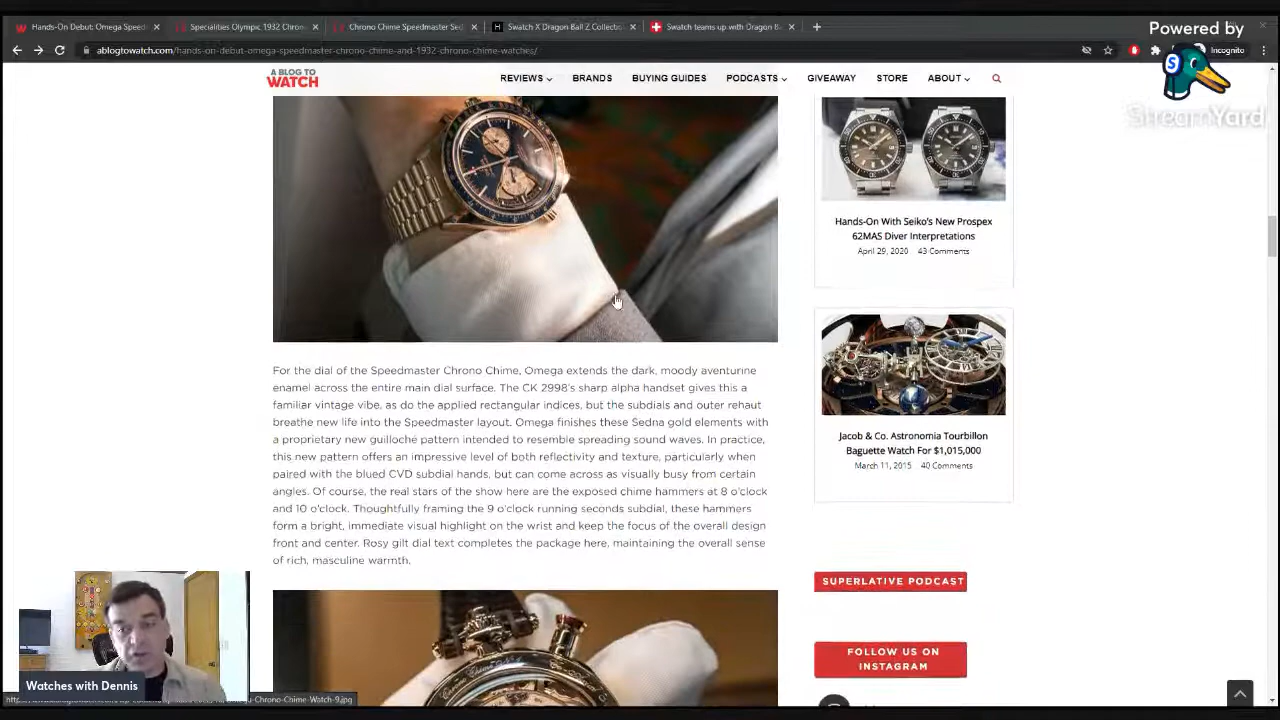 Hands-On Debut: Omega Speed
Specialities Olympic 1932 Chron
Chrono Chime Speedmaster Sec
Swatch X Dragon Ball Z Collectio
Swatch teams up with Dragon B
Powered by
StreamYard
ablogtowatch.com/hands-on-debut-omega-speedmaster-chrono-chime-and-1932-chrono-chime-watches/
Incognito
A BLOG TO
WATCH
REVIEWS
BRANDS
BUYING GUIDES
PODCASTS
GIVEAWAY
STORE
ABOUT
Hands-On With Seiko's New Prospex
62MAS Diver Interpretations
April 29, 2020 43 Comments
Jacob & Co. Astronomia Tourbillon
Baguette Watch For $1,015,000
March 11, 2015 40 Comments
For the dial of the Speedmaster Chrono Chime, Omega extends the dark, moody aventurine
enamel across the entire main dial surface. The CK 2998's sharp alpha handset gives this a
familiar vintage vibe, as do the applied rectangular indices, but the subdials and outer rehaut
breathe new life into the Speedmaster layout. Omega finishes these Sedna gold elements with
a proprietary new guilloche pattern intended to resemble spreading sound waves. In practice,
this new pattern offers an impressive level of both reflectivity and texture, particularly when
paired with the blued CVD subdial hands, but can come across as visually busy from certain
angles. Of course, the real stars of the show here are the exposed chime hammers at 8 o'clock
and 10 o'clock. Thoughtfully framing the 9 o'clock running seconds subdial, these hammers
form a bright, immediate visual highlight on the wrist and keep the focus of the overall design
front and center. Rosy gilt dial text completes the package here, maintaining the overall sense
of rich, masculine warmth.
SUPERLATIVE PODCAST
FOLLOW US ON
INSTAGRAM
Watches with Dennis
Chrono-Chime-Watch-9.jpg